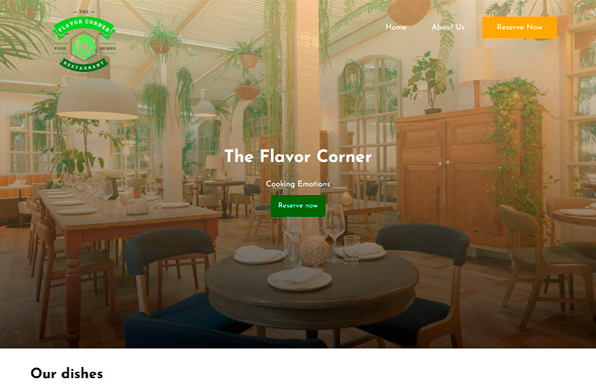 THE
FLAVOR CORNER
FOOD DRINKS
RESTAURANT
Home About Us Reserve Now
The Flavor Corner
Cooking Emotions
Reserve now
Our dishes